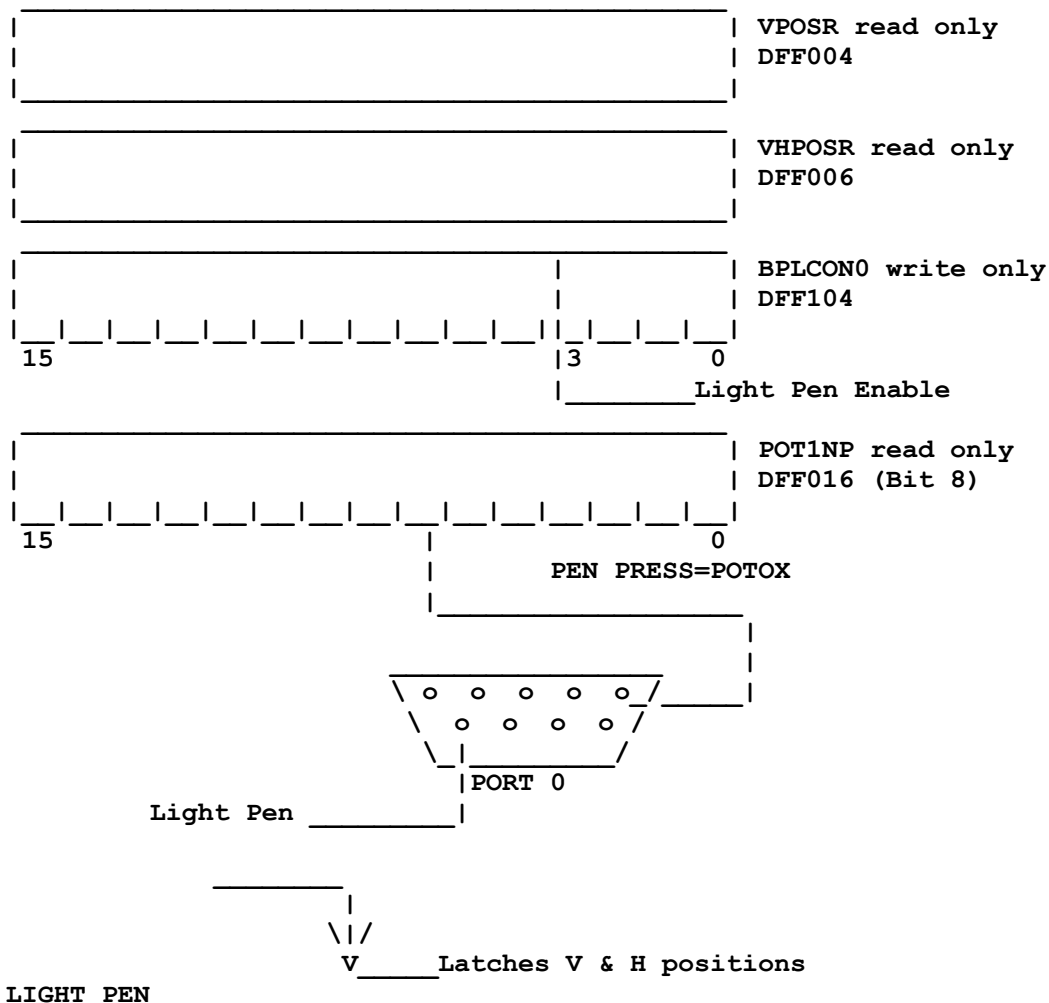 VPOSR read only
DFF004
VHPOSR read only
DFF006
BPLCON0 write only
DFF104
15 3 0
Light Pen Enable
POT1NP read only
DFF016 (Bit 8)
15 0
PEN PRESS=POTOX
o o o o o
o o o o
PORT 0
Light Pen
V Latches V & H positions
LIGHT PEN